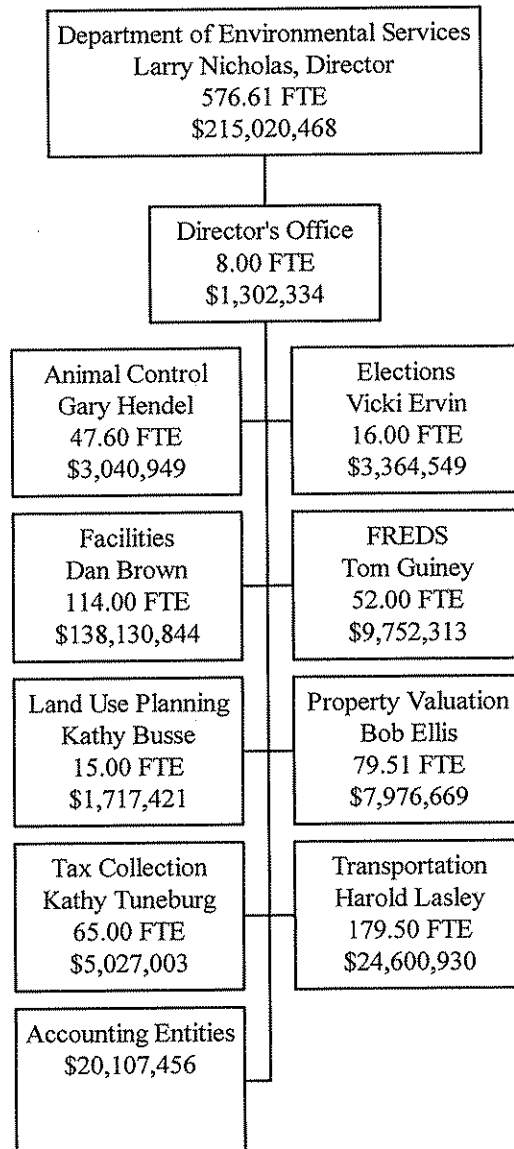 Department of Environmental Services
Larry Nicholas, Director
576.61 FTE
$215,020,468
Director's Office
8.00 FTE
$1,302,334
Animal Control
Gary Hendel
47.60 FTE
$3,040,949
Elections
Vicki Ervin
16.00 FTE
$3,364,549
Facilities
Dan Brown
114.00 FTE
$138,130,844
FREDS
Tom Guiney
52.00 FTE
$9,752,313
Land Use Planning
Kathy Busse
15.00 FTE
$1,717,421
Property Valuation
Bob Ellis
79.51 FTE
$7,976,669
Tax Collection
Kathy Tuneburg
65.00 FTE
$5,027,003
Transportation
Harold Lasley
179.50 FTE
$24,600,930
Accounting Entities
$20,107,456